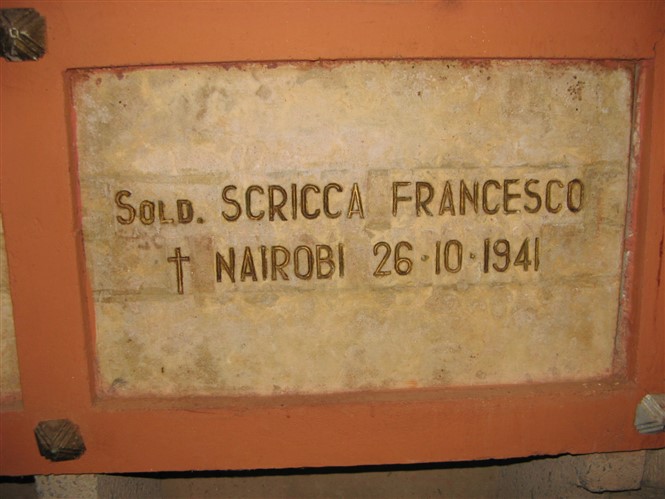 Sold. SCRICCA FRANCESCO
† NAIROBI 26·10·1941